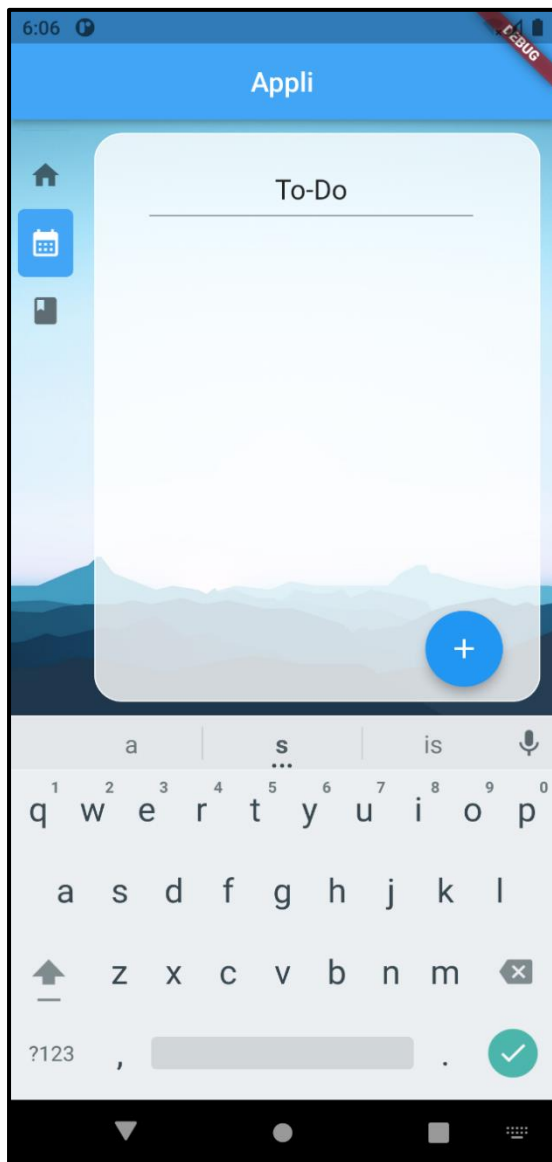 6:06
DEBUG
Appli
To-Do
a s is
1 2 3 4 5 6 7 8 9 0
q w e r t y u i o p
a s d f g h j k l
z x c v b n m
?123 , .